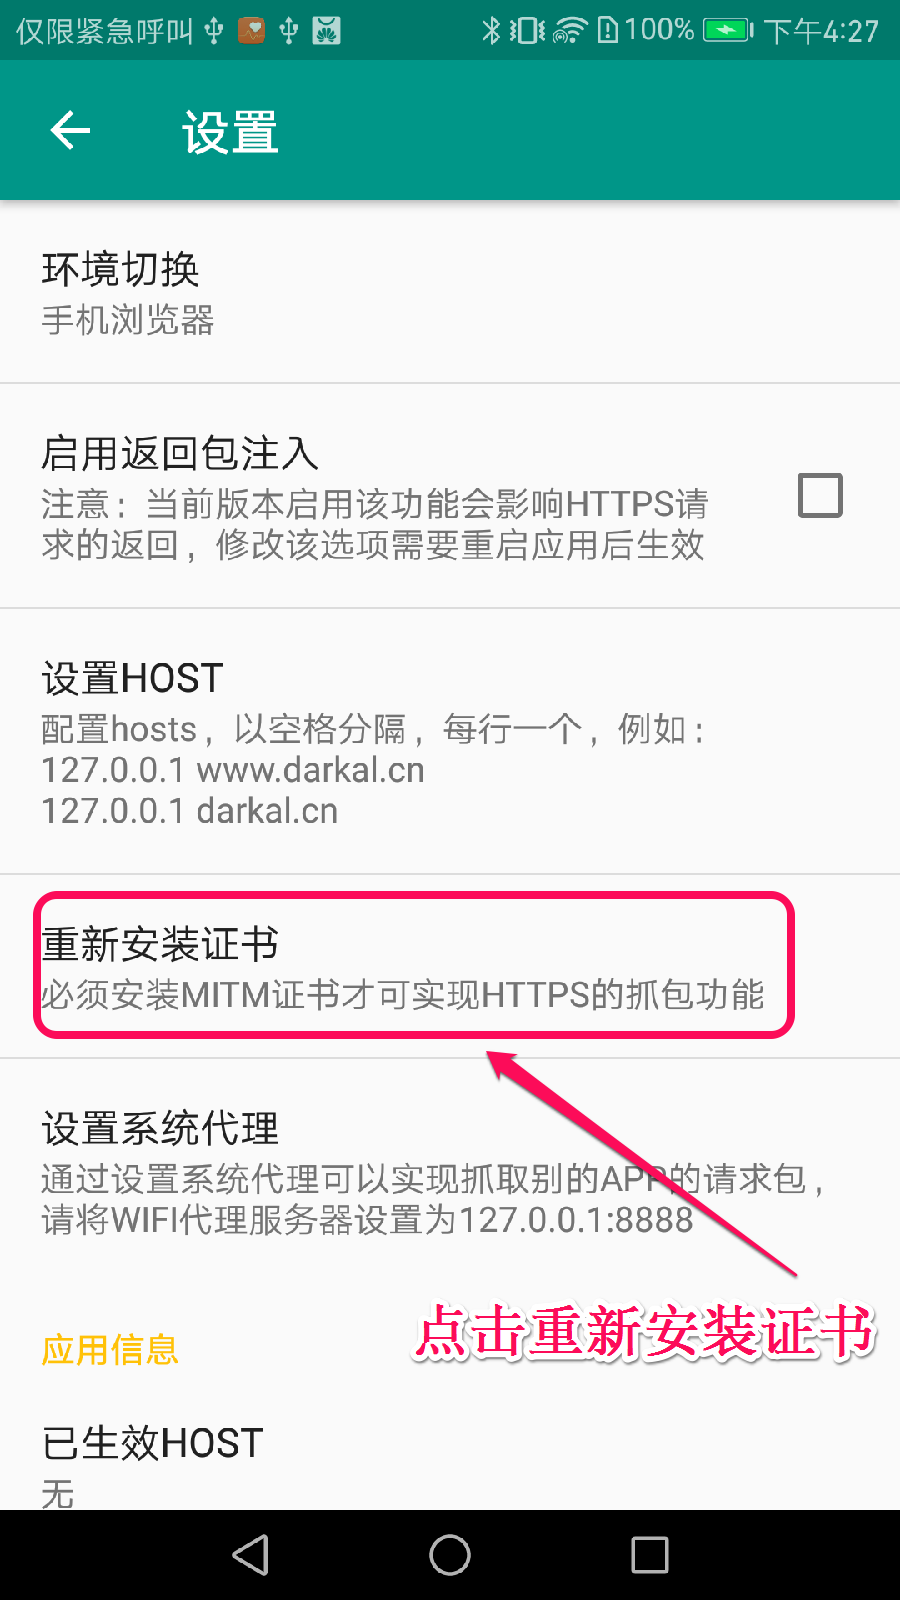 仅限紧急呼叫 100% 下午4:27
设置
环境切换
手机浏览器
启用返回包注入
注意：当前版本启用该功能会影响HTTPS请
求的返回，修改该选项需要重启应用后生效
设置HOST
配置hosts，以空格分隔，每行一个，例如：
127.0.0.1 www.darkal.cn
127.0.0.1 darkal.cn
重新安装证书
必须安装MITM证书才可实现HTTPS的抓包功能
设置系统代理
通过设置系统代理可以实现抓取别的APP的请求包，
请将WIFI代理服务器设置为127.0.0.1:8888
点击重新安装证书
应用信息
已生效HOST
无